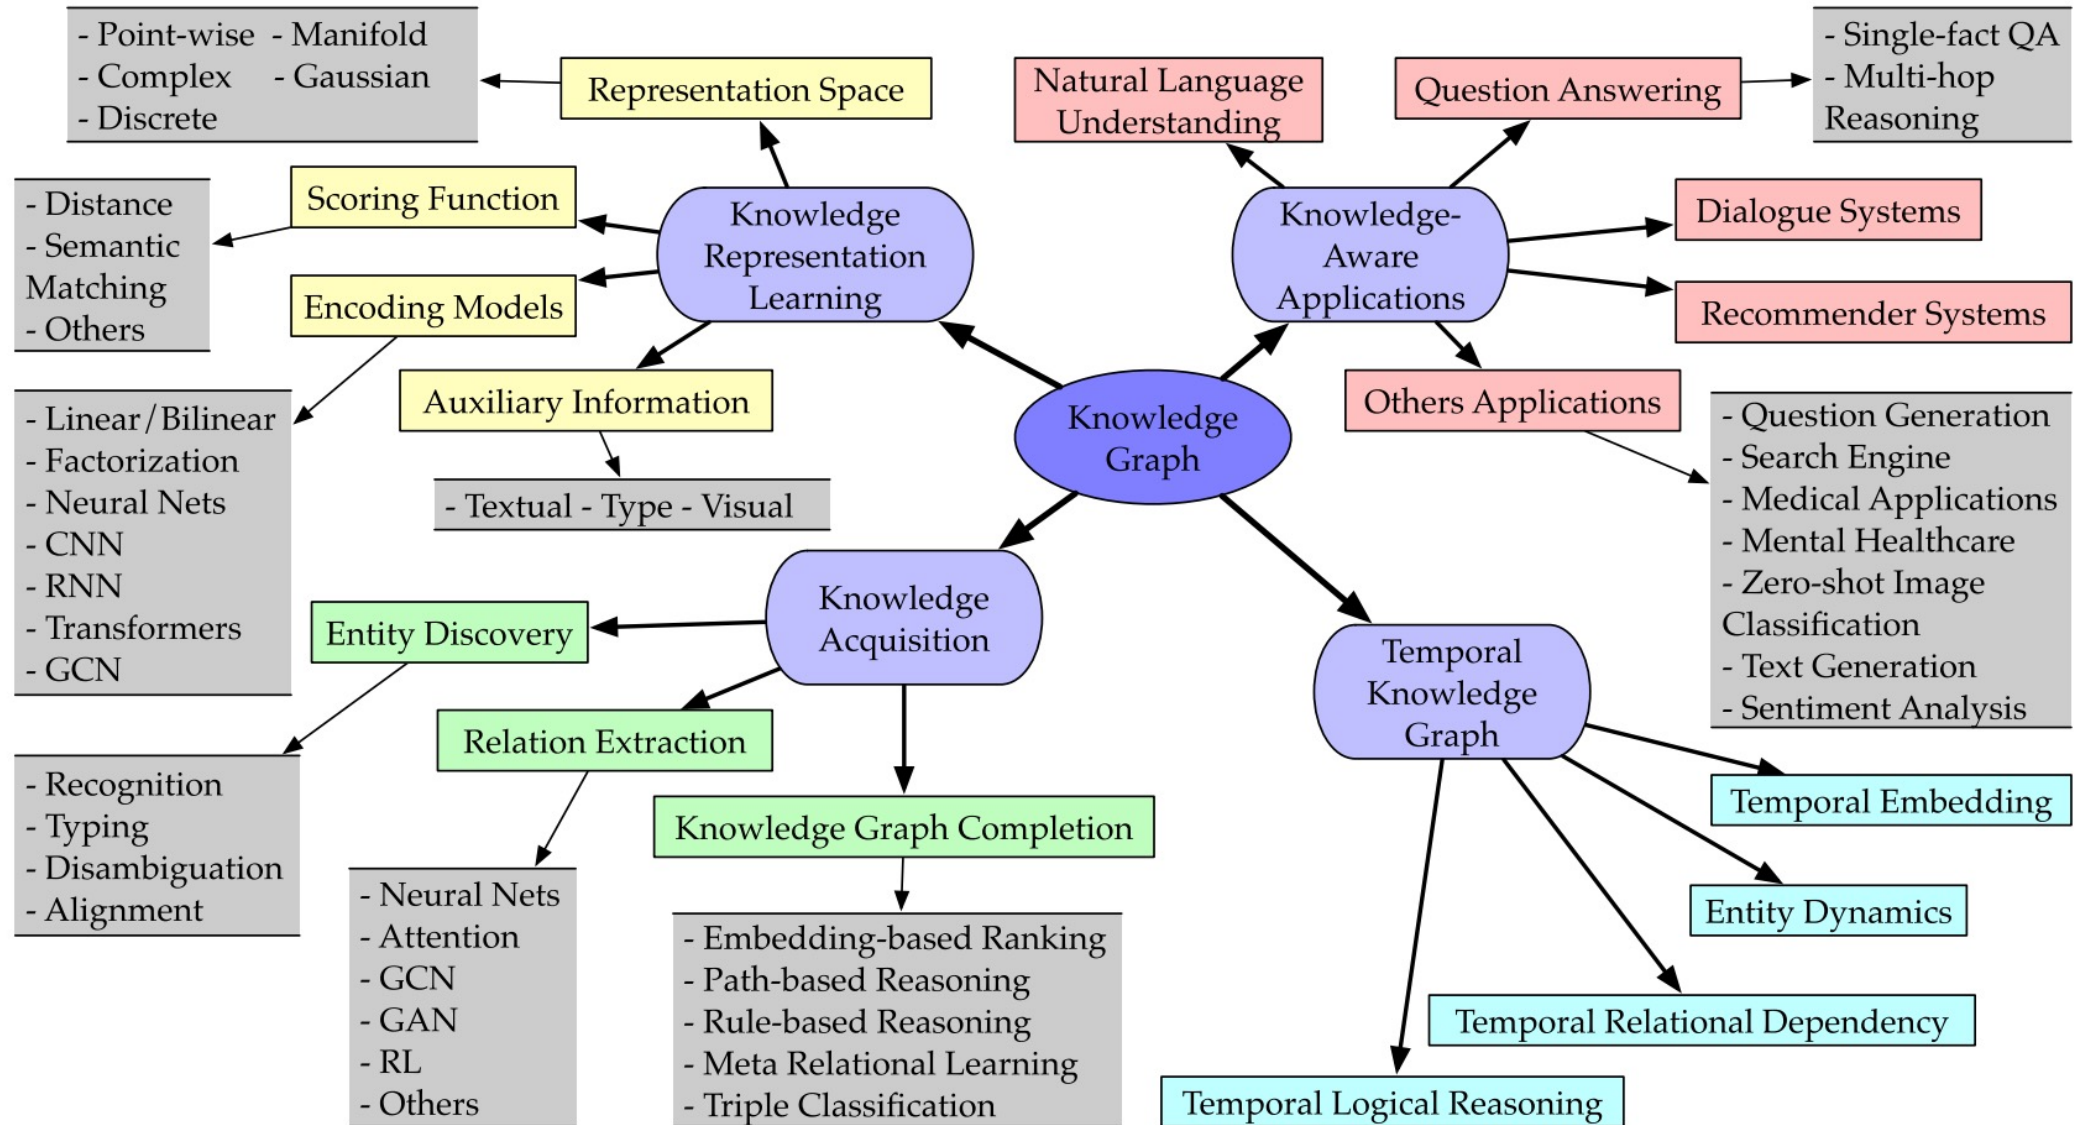 - Point-wise - Manifold
- Complex - Gaussian
- Discrete
Representation Space
Natural Language
Understanding
Question Answering
- Single-fact QA
- Multi-hop
Reasoning
Scoring Function
- Distance
- Semantic
Matching
- Others
Knowledge
Representation
Learning
Knowledge-
Aware
Applications
Dialogue Systems
Encoding Models
Recommender Systems
Auxiliary Information
- Textual - Type - Visual
Knowledge
Graph
Others Applications
- Linear/Bilinear
- Factorization
- Neural Nets
- CNN
- RNN
- Transformers
- GCN
- Question Generation
- Search Engine
- Medical Applications
- Mental Healthcare
- Zero-shot Image
Classification
- Text Generation
- Sentiment Analysis
Knowledge
Acquisition
Entity Discovery
Temporal
Knowledge
Graph
Relation Extraction
Knowledge Graph Completion
Temporal Embedding
- Recognition
- Typing
- Disambiguation
- Alignment
Entity Dynamics
- Neural Nets
- Attention
- GCN
- GAN
- RL
- Others
- Embedding-based Ranking
- Path-based Reasoning
- Rule-based Reasoning
- Meta Relational Learning
- Triple Classification
Temporal Relational Dependency
Temporal Logical Reasoning